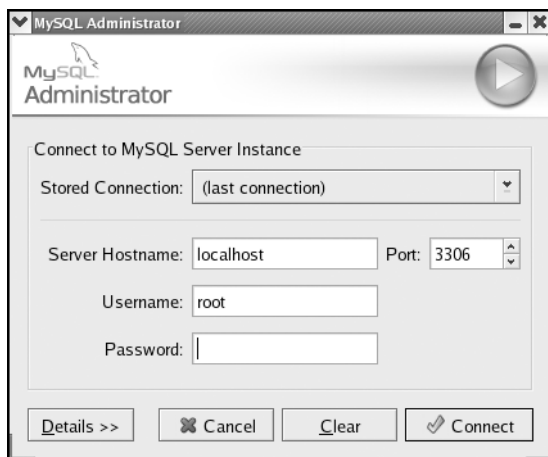 MySQL Administrator
MySQL
Administrator
Connect to MySQL Server Instance
Stored Connection: (last connection)
Server Hostname: localhost Port: 3306
Username: root
Password:
Details >> Cancel Clear Connect